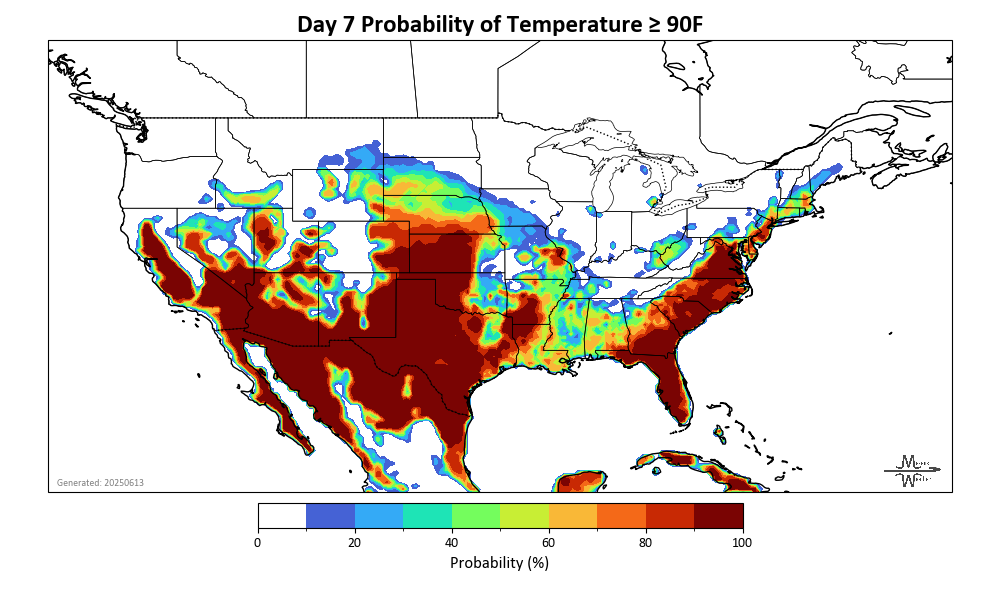 Day 7 Probability of Temperature ≥ 90F
Generated: 20250613
0 20 40 60 80 100
Probability (%)